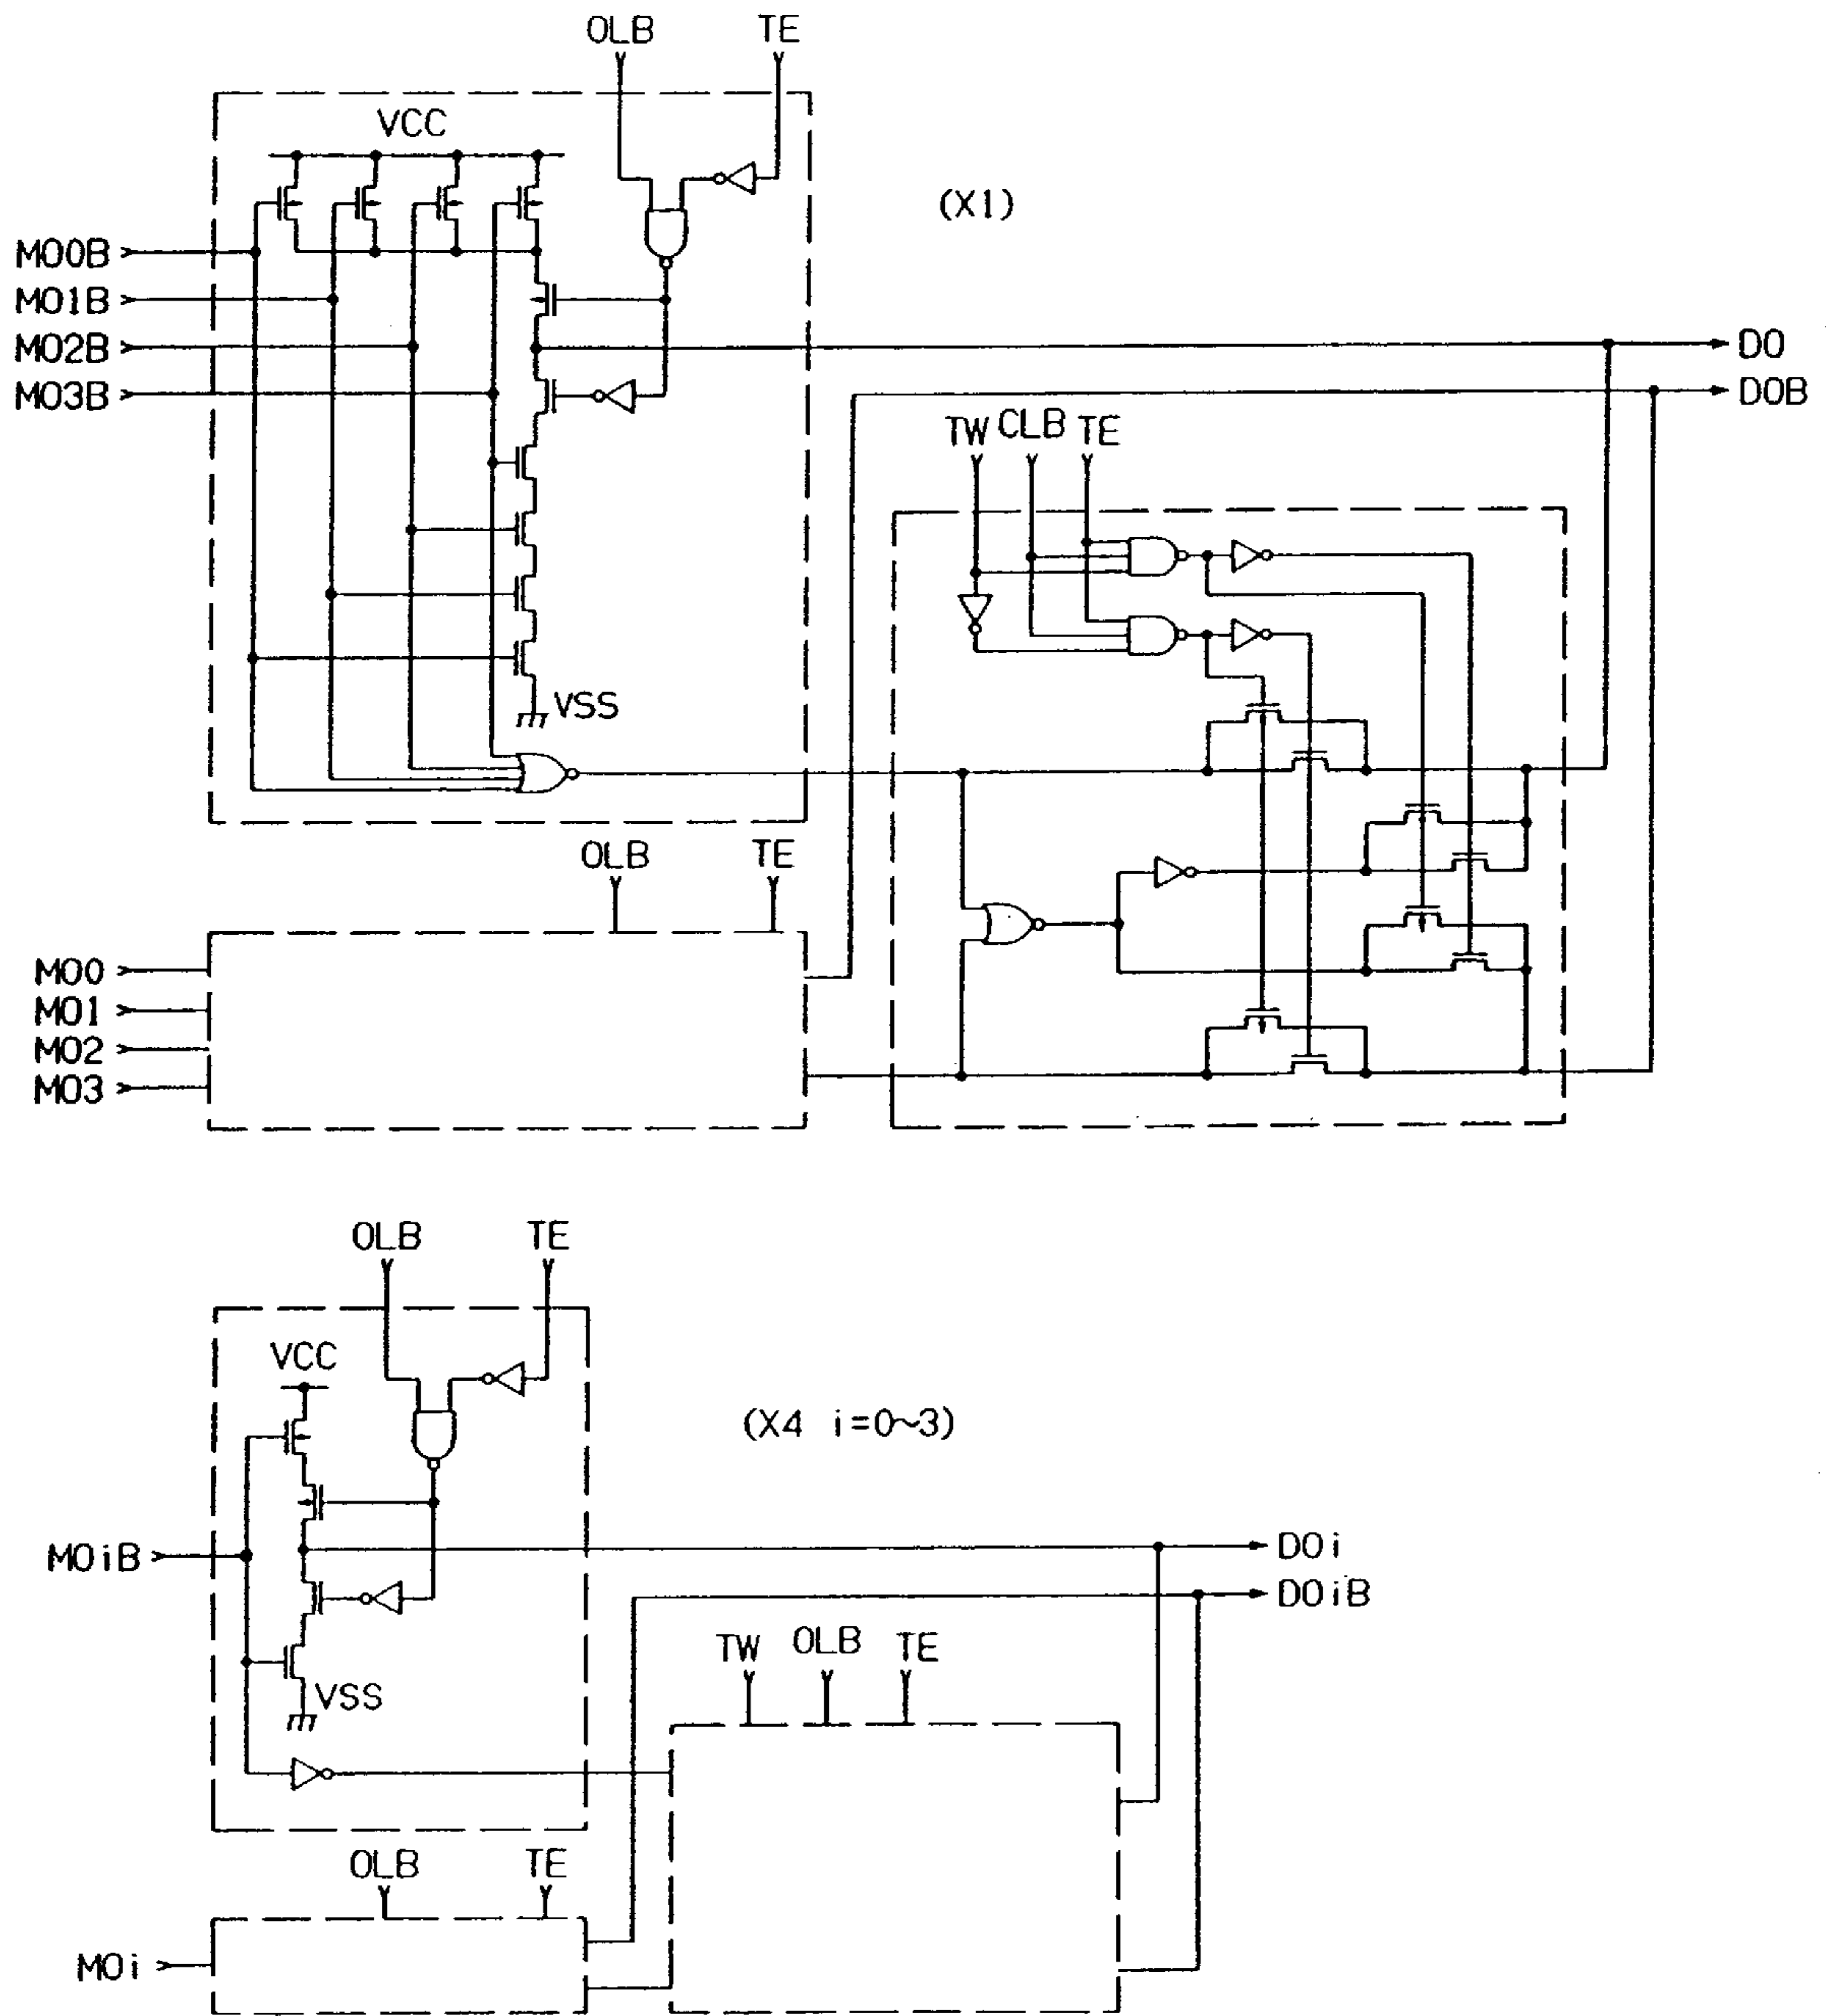 OLB TE
VCC
(X1)
MO0B
MO1B
MO2B
MO3B
DO
DOB
TW CLB TE
VSS
OLB TE
MO0
MO1
MO2
MO3
OLB TE
VCC
(X4 i=0~3)
MOiB
DOi
DOiB
TW OLB TE
VSS
OLB TE
MOi